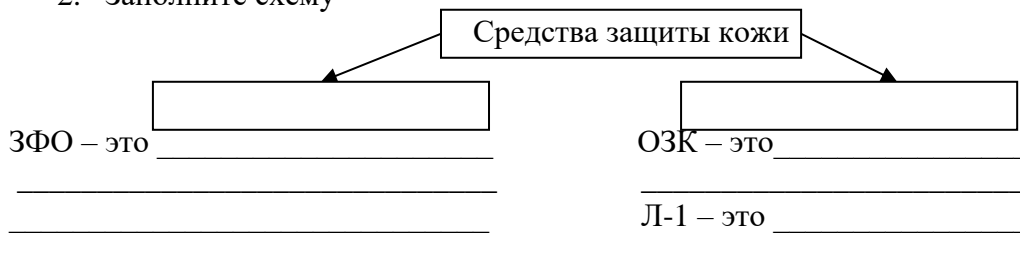 2. Заполните схему
Средства защиты кожи
ЗФО – это
ОЗК – это
Л-1 – это